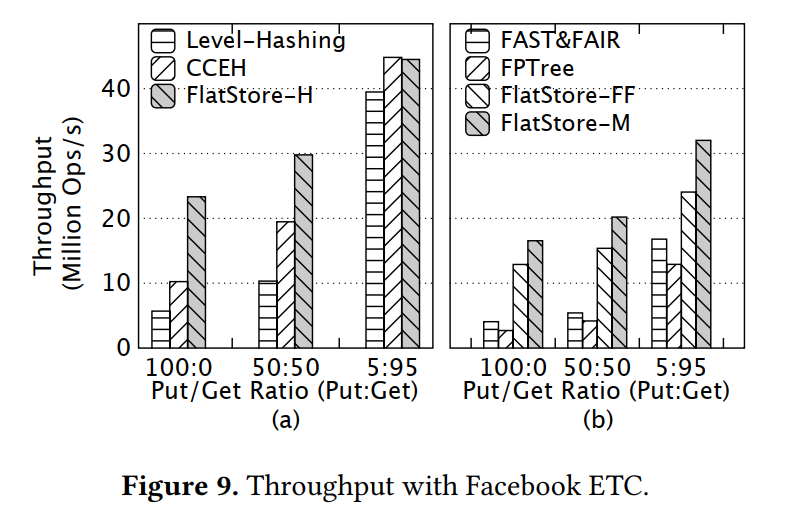 Throughput
(Million Ops/s)
40
30
20
10
0
Level-Hashing
CCEH
FlatStore-H
100:0 50:50 5:95
Put/Get Ratio (Put:Get)
(a)
FAST&FAIR
FPTree
FlatStore-FF
FlatStore-M
100:0 50:50 5:95
Put/Get Ratio (Put:Get)
(b)
Figure 9. Throughput with Facebook ETC.